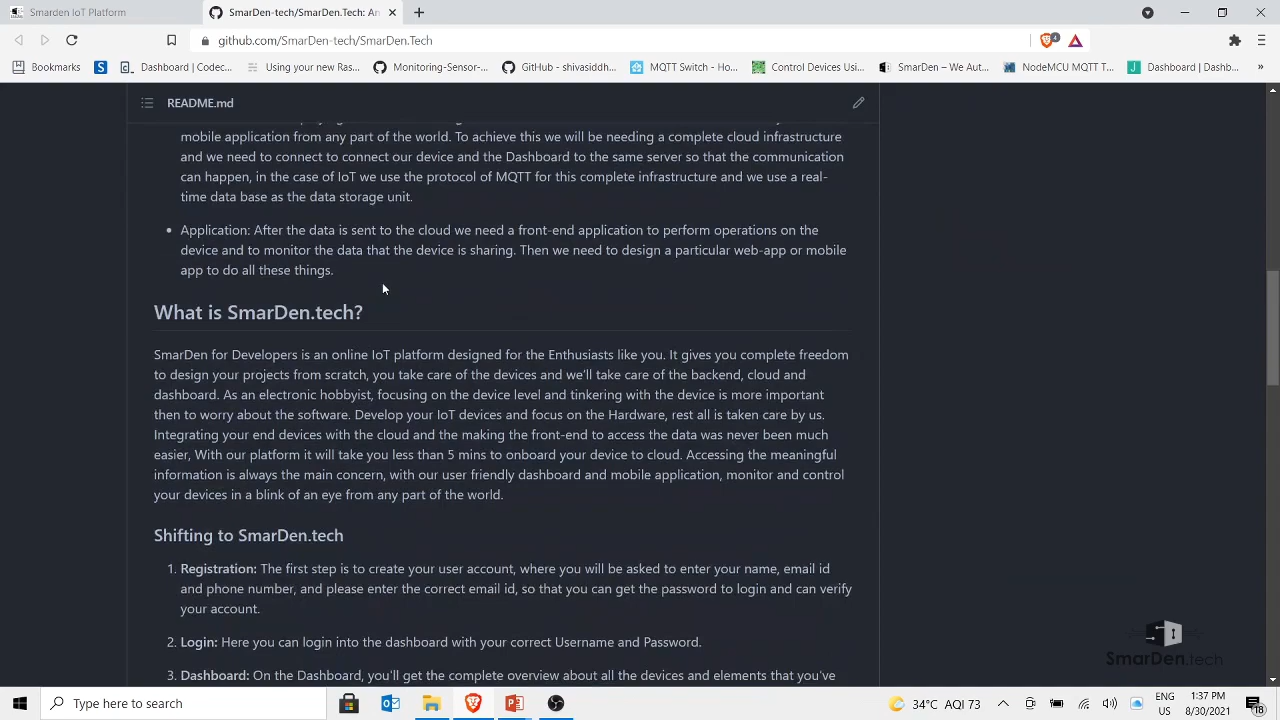 Smarden IoT Platform
SmarDen-tech/SmarDen.Tech: An
github.com/SmarDen-tech/SmarDen.Tech
4
Bookmarks
S
Dashboard | Codec...
Using your new Ras...
Monitoring-Sensor-...
GitHub - shivasiddh...
MQTT Switch - Ho...
Control Devices Usi...
SmarDen – We Aut...
NodeMCU MQTT T...
Dashboard | Dashb...
»
README.md
mobile application from any part of the world. To achieve this we will be needing a complete cloud infrastructure
and we need to connect to connect our device and the Dashboard to the same server so that the communication
can happen, in the case of IoT we use the protocol of MQTT for this complete infrastructure and we use a real-
time data base as the data storage unit.
• Application: After the data is sent to the cloud we need a front-end application to perform operations on the
device and to monitor the data that the device is sharing. Then we need to design a particular web-app or mobile
app to do all these things.
What is SmarDen.tech?
SmarDen for Developers is an online IoT platform designed for the Enthusiasts like you. It gives you complete freedom
to design your projects from scratch, you take care of the devices and we'll take care of the backend, cloud and
dashboard. As an electronic hobbyist, focusing on the device level and tinkering with the device is more important
then to worry about the software. Develop your IoT devices and focus on the Hardware, rest all is taken care by us.
Integrating your end devices with the cloud and the making the front-end to access the data was never been much
easier, With our platform it will take you less than 5 mins to onboard your device to cloud. Accessing the meaningful
information is always the main concern, with our user friendly dashboard and mobile application, monitor and control
your devices in a blink of an eye from any part of the world.
Shifting to SmarDen.tech
1. Registration: The first step is to create your user account, where you will be asked to enter your name, email id
and phone number, and please enter the correct email id, so that you can get the password to login and can verify
your account.
2. Login: Here you can login into the dashboard with your correct Username and Password.
3. Dashboard: On the Dashboard, you'll get the complete overview about all the devices and elements that you've
SmarDen.tech
Type here to search
34°C AQI 73
ENG
US
1:37 PM
8/30/2021
18